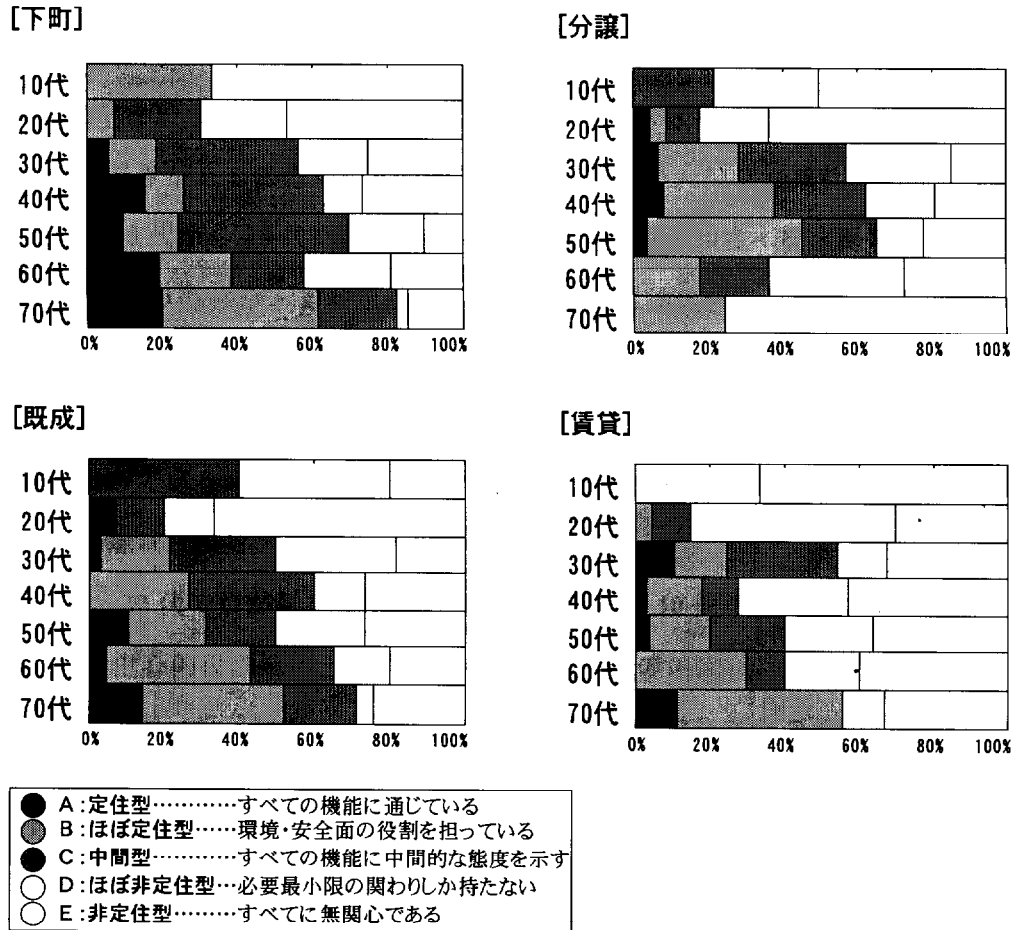 [下町]
10代
20代
30代
40代
50代
60代
70代
0% 20% 40% 60% 80% 100%
[分譲]
10代
20代
30代
40代
50代
60代
70代
0% 20% 40% 60% 80% 100%
[既成]
10代
20代
30代
40代
50代
60代
70代
0% 20% 40% 60% 80% 100%
[賃貸]
10代
20代
30代
40代
50代
60代
70代
0% 20% 40% 60% 80% 100%
A:定住型…………すべての機能に通じている
B:ほぼ定住型……環境・安全面の役割を担っている
C:中間型…………すべての機能に中間的な態度を示す
D:ほぼ非定住型…必要最小限の関わりしか持たない
E:非定住型………すべてに無関心である